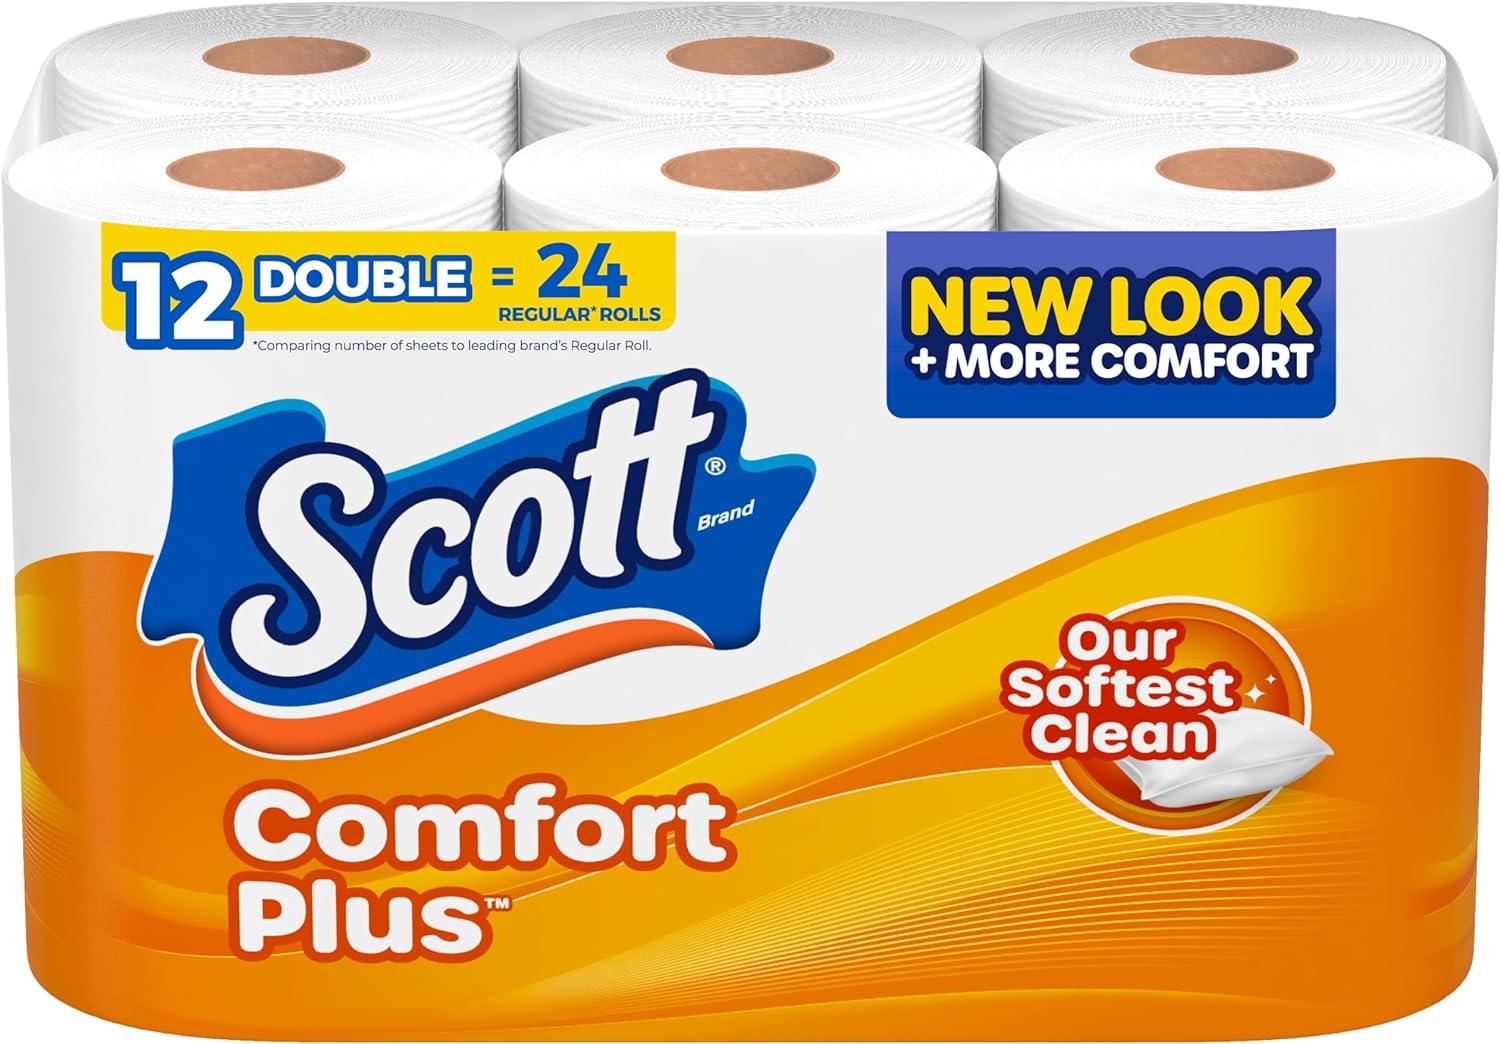 12 DOUBLE = 24
REGULAR* ROLLS
*Comparing number of sheets to leading brand's Regular Roll.
NEW LOOK
+ MORE COMFORT
Scott®
Brand
Our
Softest
Clean
Comfort
Plus™